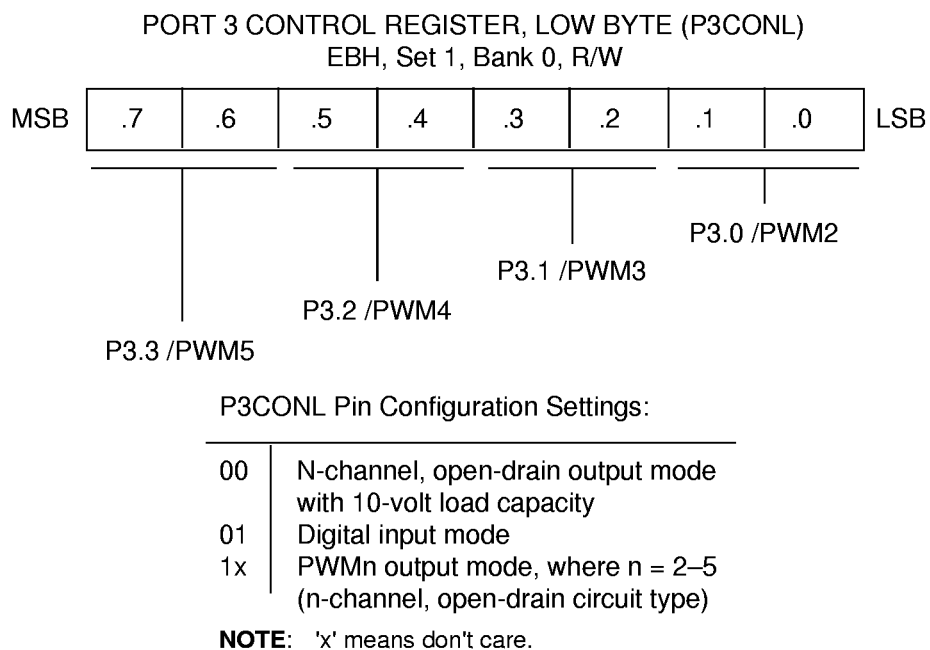 PORT 3 CONTROL REGISTER, LOW BYTE (P3CONL)
EBH, Set 1, Bank 0, R/W
MSB .7 .6 .5 .4 .3 .2 .1 .0 LSB
P3.0 /PWM2
P3.1 /PWM3
P3.2 /PWM4
P3.3 /PWM5
P3CONL Pin Configuration Settings:
00 N-channel, open-drain output mode
with 10-volt load capacity
01 Digital input mode
1x PWMn output mode, where n = 2–5
(n-channel, open-drain circuit type)
NOTE: 'x' means don't care.